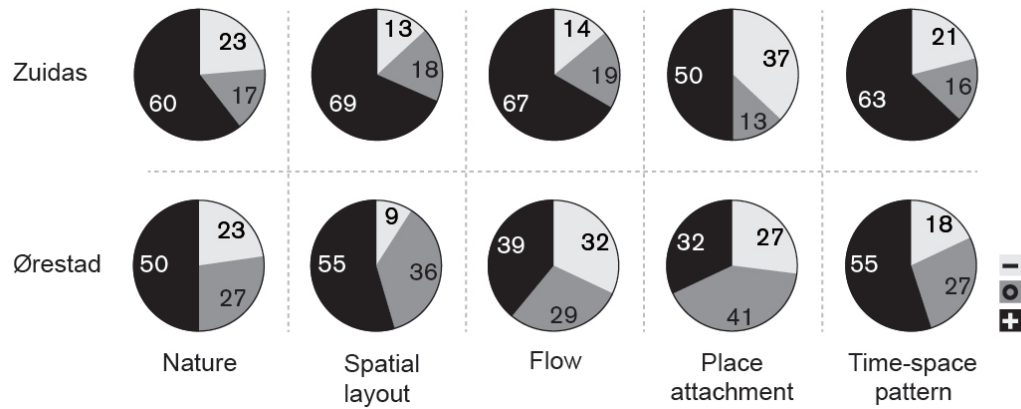 Zuidas
23
17
60
13
18
69
14
19
67
37
13
50
21
16
63
Ørestad
23
27
50
9
36
55
32
29
39
27
41
32
18
27
55
−
o
+
Nature
Spatial
layout
Flow
Place
attachment
Time-space
pattern